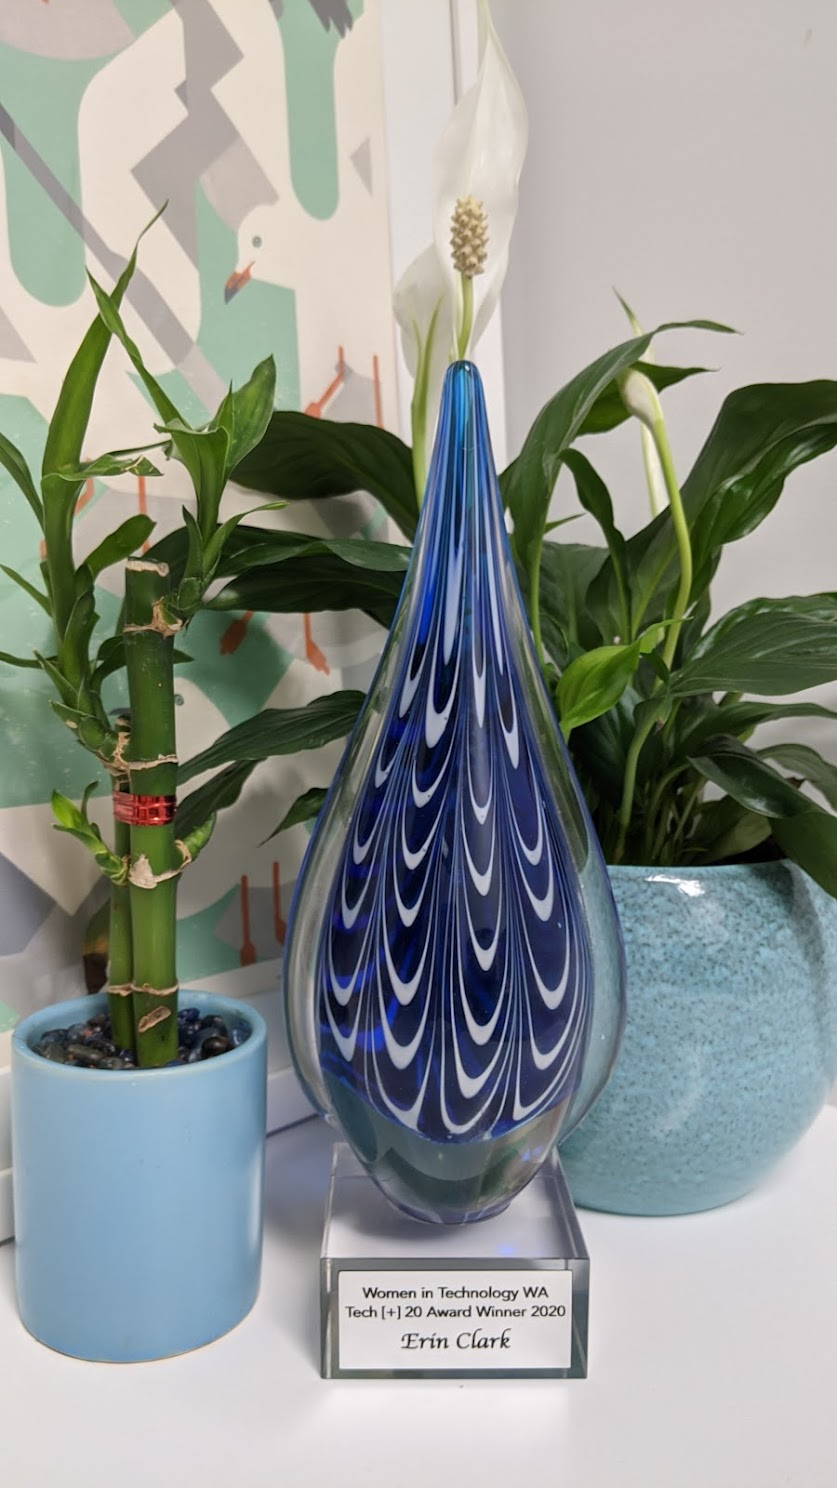 Women in Technology WA
Tech [+] 20 Award Winner 2020
Erin Clark